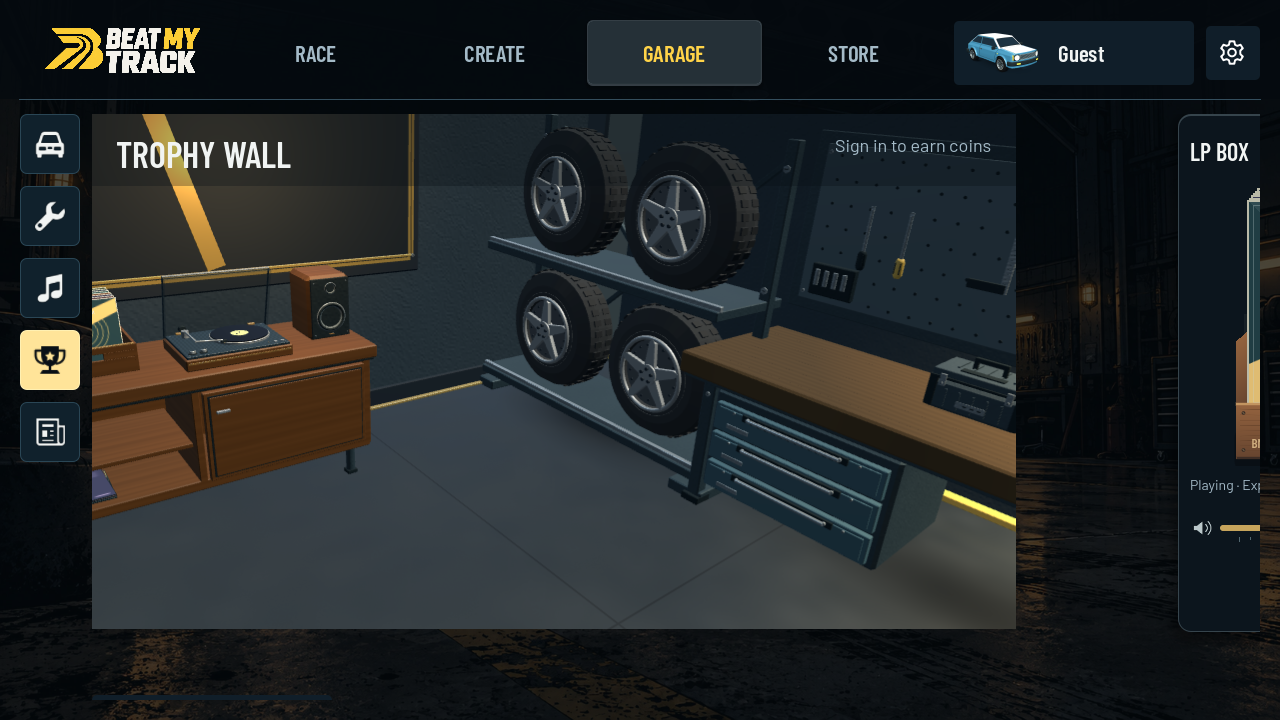 BEAT MY
TRACK
RACE
CREATE
GARAGE
STORE
Guest
TROPHY WALL
Sign in to earn coins
LP BOX
Playing · Exp